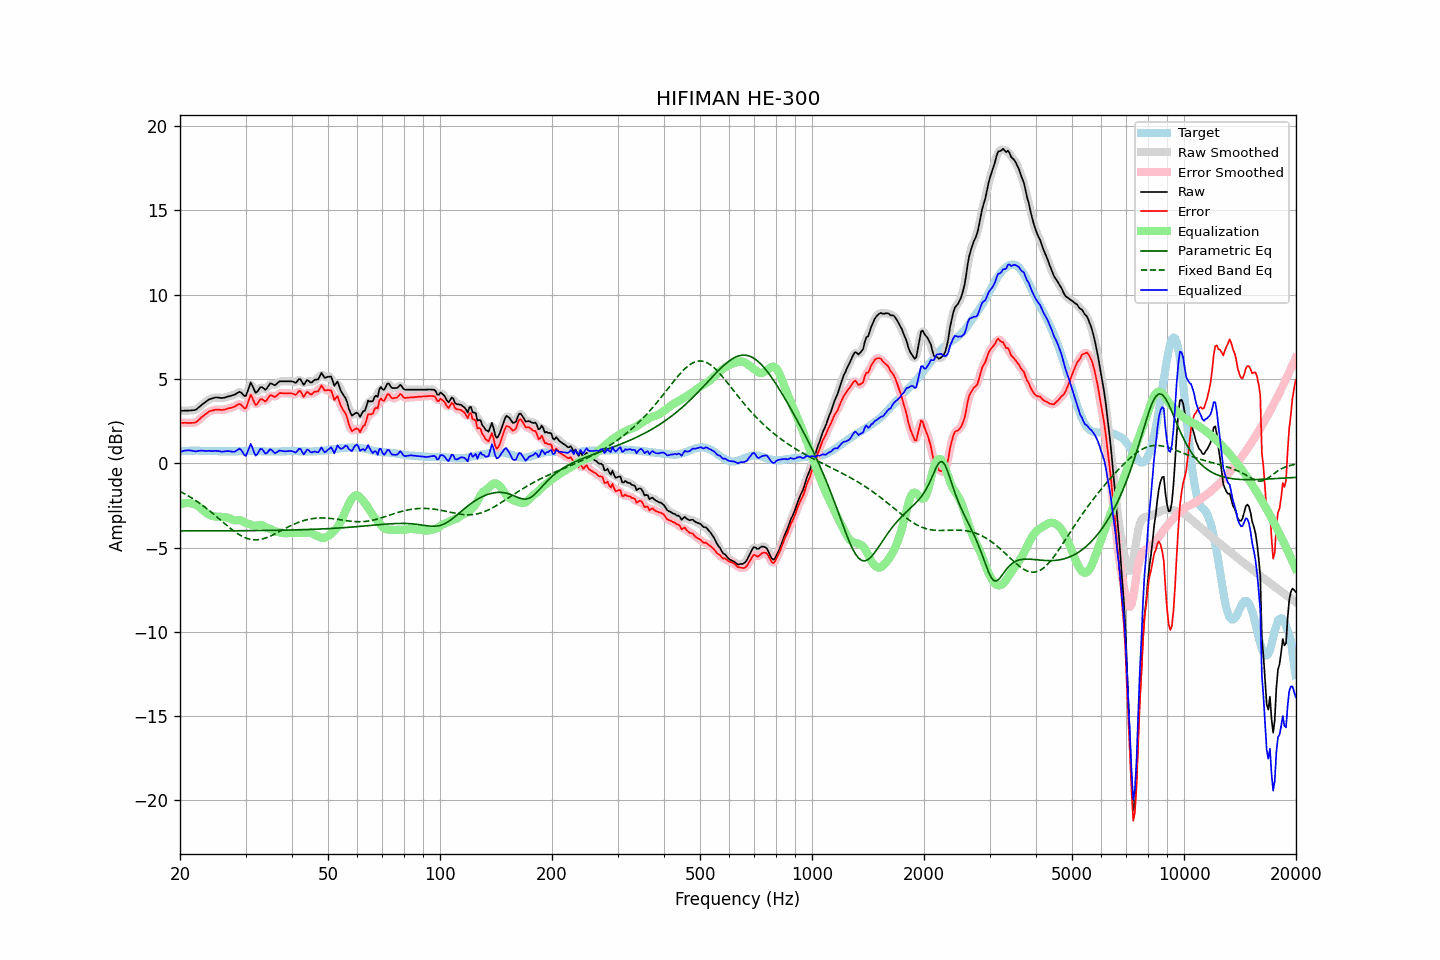 HIFIMAN HE-300
Amplitude (dBr)
20
15
10
5
0
−5
−10
−15
−20
Target
Raw Smoothed
Error Smoothed
Raw
Error
Equalization
Parametric Eq
Fixed Band Eq
Equalized
20 50 100 200 500 1000 2000 5000 10000 20000
Frequency (Hz)